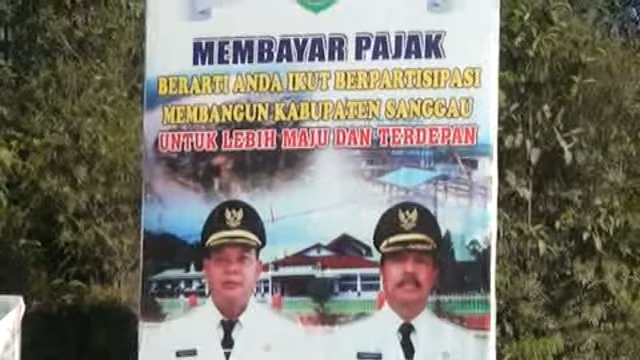 MEMBAYAR PAJAK
BERARTI ANDA IKUT BERPARTISIPASI
MEMBANGUN KABUPATEN SANGGAU
UNTUK LEBIH MAJU DAN TERDEPAN